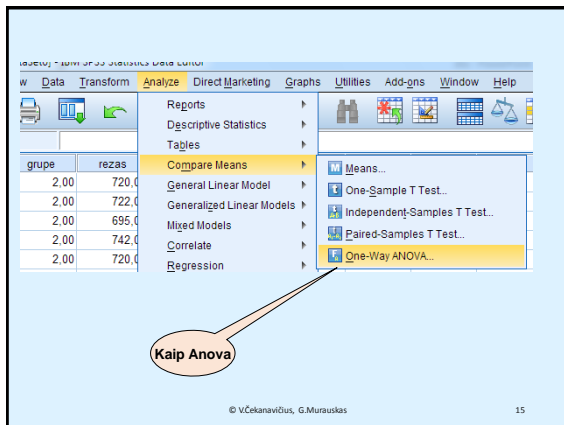 IBM SPSS Statistics Data Editor
w Data Transform Analyze Direct Marketing Graphs Utilities Add-ons Window Help
Reports
Descriptive Statistics
Tables
grupe rezas Compare Means
2,00 720,0 General Linear Model
2,00 722,0 Generalized Linear Models
2,00 695,0 Mixed Models
2,00 742,0 Correlate
2,00 720,0 Regression
Means...
One-Sample T Test...
Independent-Samples T Test...
Paired-Samples T Test...
One-Way ANOVA...
Kaip Anova
© V.Čekanavičius, G.Murauskas 15